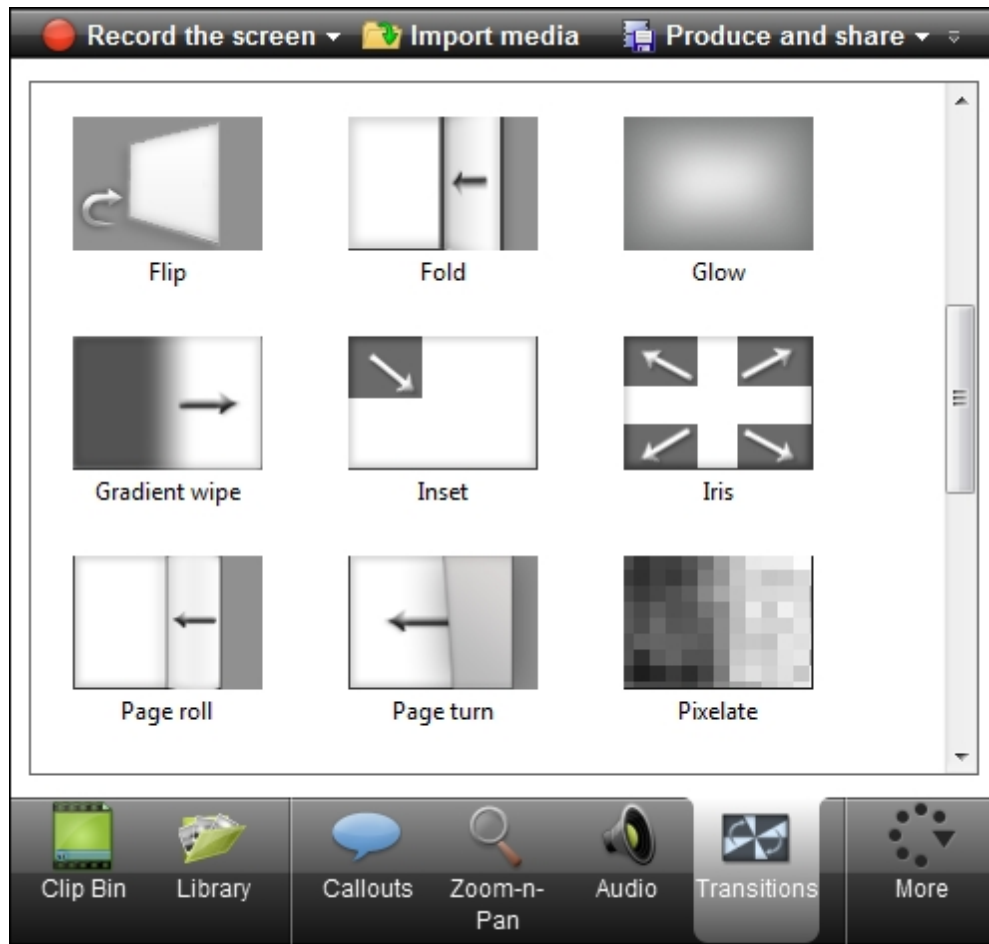 Record the screen Import media Produce and share
Flip Fold Glow
Gradient wipe Inset Iris
Page roll Page turn Pixelate
Clip Bin Library Callouts Zoom-n- Audio Transitions More
Pan